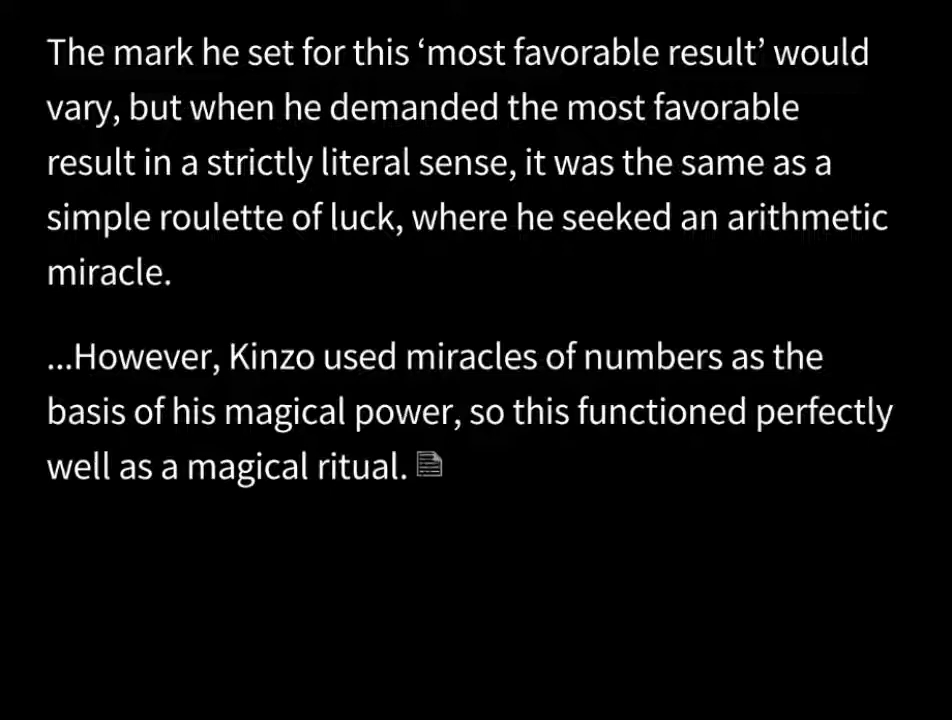 The mark he set for this ‘most favorable result’ would
vary, but when he demanded the most favorable
result in a strictly literal sense, it was the same as a
simple roulette of luck, where he seeked an arithmetic
miracle.
...However, Kinzo used miracles of numbers as the
basis of his magical power, so this functioned perfectly
well as a magical ritual.